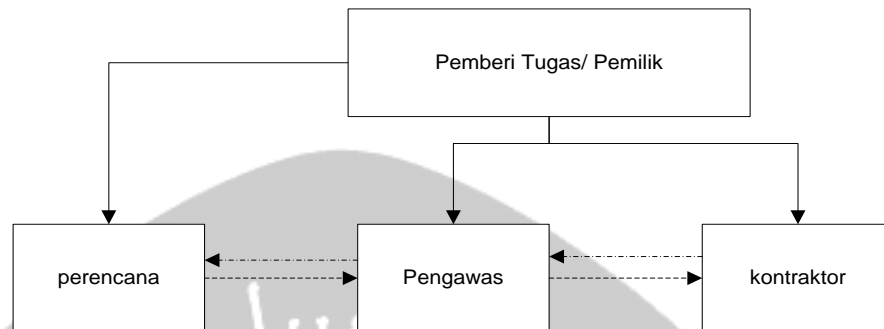 Pemberi Tugas/ Pemilik
perencana
Pengawas
kontraktor